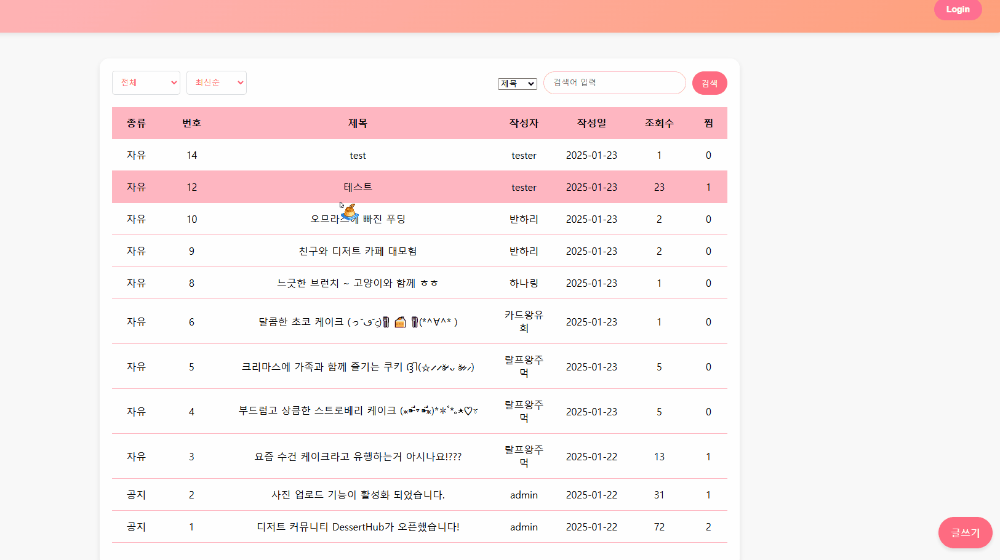 Login
전체 최신순 제목 검색어 입력 검색
종류 번호 제목 작성자 작성일 조회수 찜
자유 14 test tester 2025-01-23 1 0
자유 12 테스트 tester 2025-01-23 23 1
자유 10 오므라스에 빠진 푸딩 반하리 2025-01-23 2 0
자유 9 친구와 디저트 카페 대모험 반하리 2025-01-23 2 0
자유 8 느긋한 브런치 ~ 고양이와 함께 ㅎㅎ 하나링 2025-01-23 1 0
자유 6 달콤한 초코 케이크 (っ˘ڡ˘ς)🍴 🍰 🍴(*^∀^* ) 카드왕유
희
2025-01-23 1 0
자유 5 크리마스에 가족과 함께 즐기는 쿠키 랄프왕주
먹
2025-01-23 5 0
자유 4 부드럽고 상큼한 스트로베리 케이크 랄프왕주
먹
2025-01-23 5 0
자유 3 요즘 수건 케이크라고 유행하는거 아시나요!??? 랄프왕주
먹
2025-01-22 13 1
공지 2 사진 업로드 기능이 활성화 되었습니다. admin 2025-01-22 31 1
공지 1 디저트 커뮤니티 DessertHub가 오픈했습니다! admin 2025-01-22 72 2
글쓰기